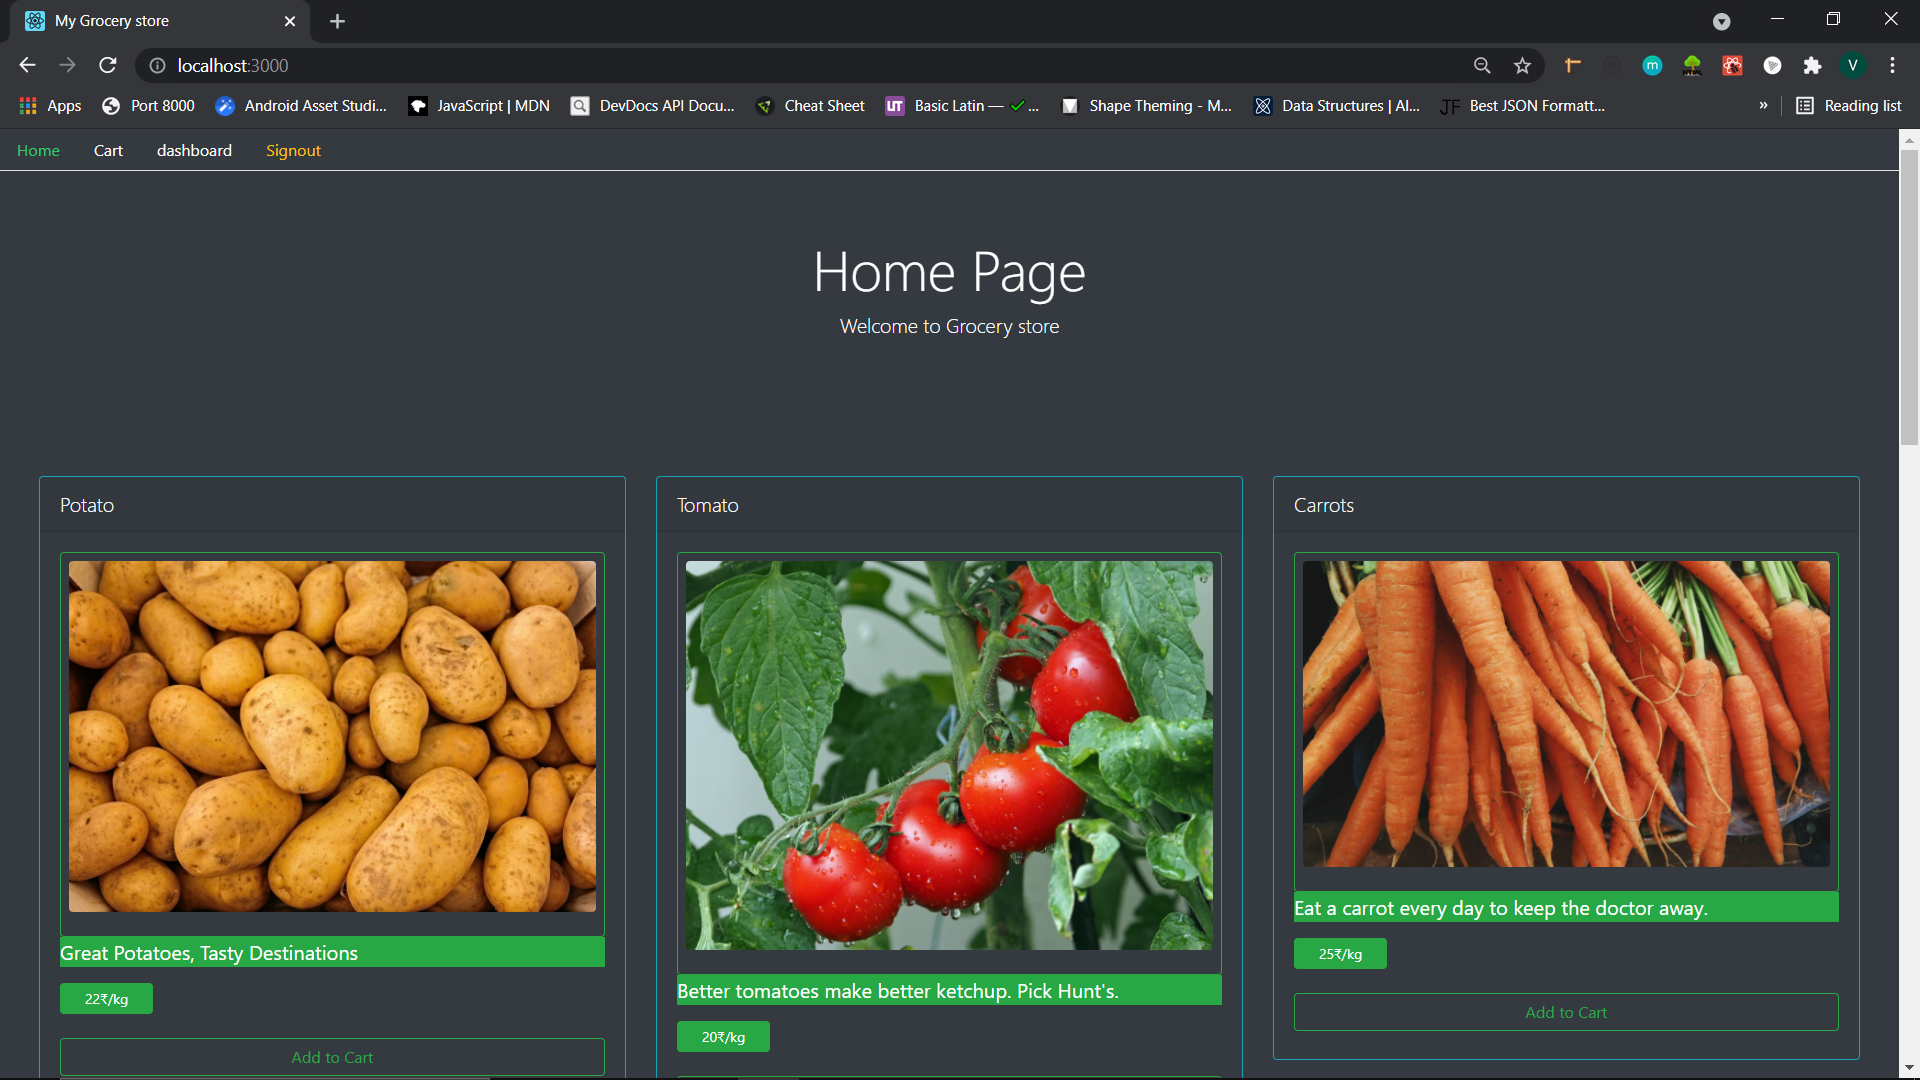 My Grocery store
localhost:3000
m
V
Apps
Port 8000
Android Asset Studi...
JavaScript | MDN
DevDocs API Docu...
Cheat Sheet
UT
Basic Latin — ✔ ...
Shape Theming - M...
Data Structures | Al...
JF
Best JSON Formatt...
»
Reading list
Home
Cart
dashboard
Signout
Home Page
Welcome to Grocery store
Potato
Tomato
Carrots
Great Potatoes, Tasty Destinations
22₹/kg
Add to Cart
Better tomatoes make better ketchup. Pick Hunt's.
20₹/kg
Eat a carrot every day to keep the doctor away.
25₹/kg
Add to Cart